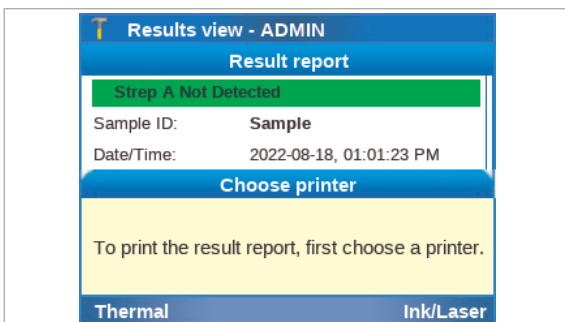 Results view - ADMIN
Result report
Strep A Not Detected
Sample ID: Sample
Date/Time: 2022-08-18, 01:01:23 PM
Choose printer
To print the result report, first choose a printer.
Thermal Ink/Laser